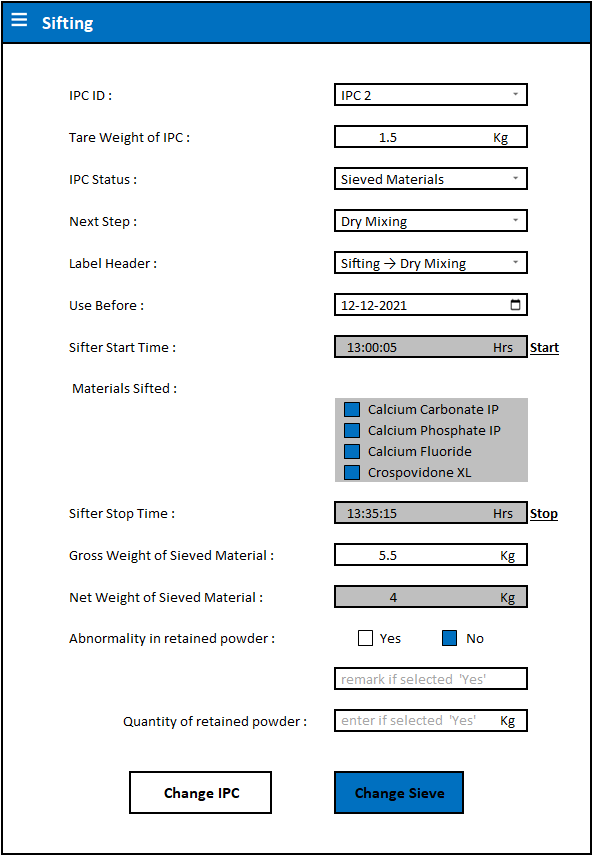 Sifting
IPC ID : IPC 2
Tare Weight of IPC : 1.5 Kg
IPC Status : Sieved Materials
Next Step : Dry Mixing
Label Header : Sifting → Dry Mixing
Use Before : 12-12-2021
Sifter Start Time : 13:00:05 Hrs Start
Materials Sifted :
Calcium Carbonate IP
Calcium Phosphate IP
Calcium Fluoride
Crospovidone XL
Sifter Stop Time : 13:35:15 Hrs Stop
Gross Weight of Sieved Material : 5.5 Kg
Net Weight of Sieved Material : 4 Kg
Abnormality in retained powder : Yes No
remark if selected 'Yes'
Quantity of retained powder : enter if selected 'Yes' Kg
Change IPC Change Sieve